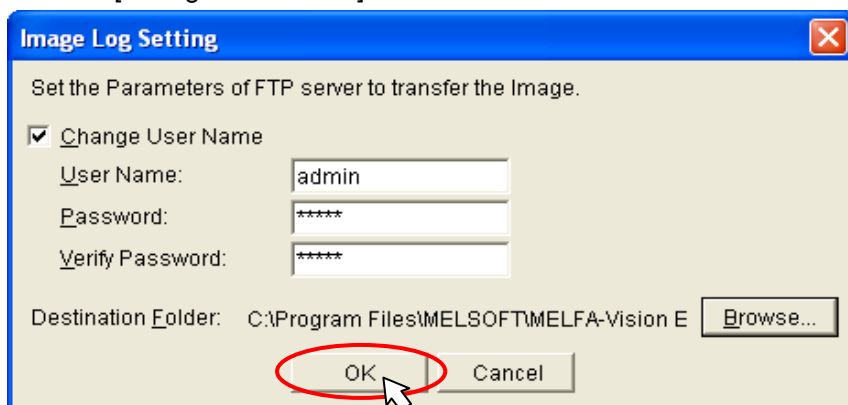 Image Log Setting
Set the Parameters of FTP server to transfer the Image.
Change User Name
User Name: admin
Password: *****
Verify Password: *****
Destination Folder: C:\Program Files\MELSOFT\MELFA-Vision E Browse...
OK Cancel